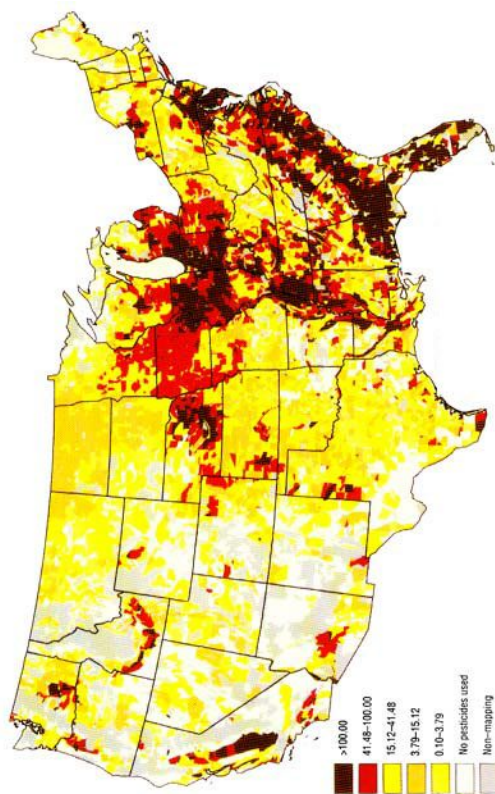 >100.00
41.48–100.00
15.12–41.48
3.79–15.12
0.10–3.79
No pesticides used
Non-mapping